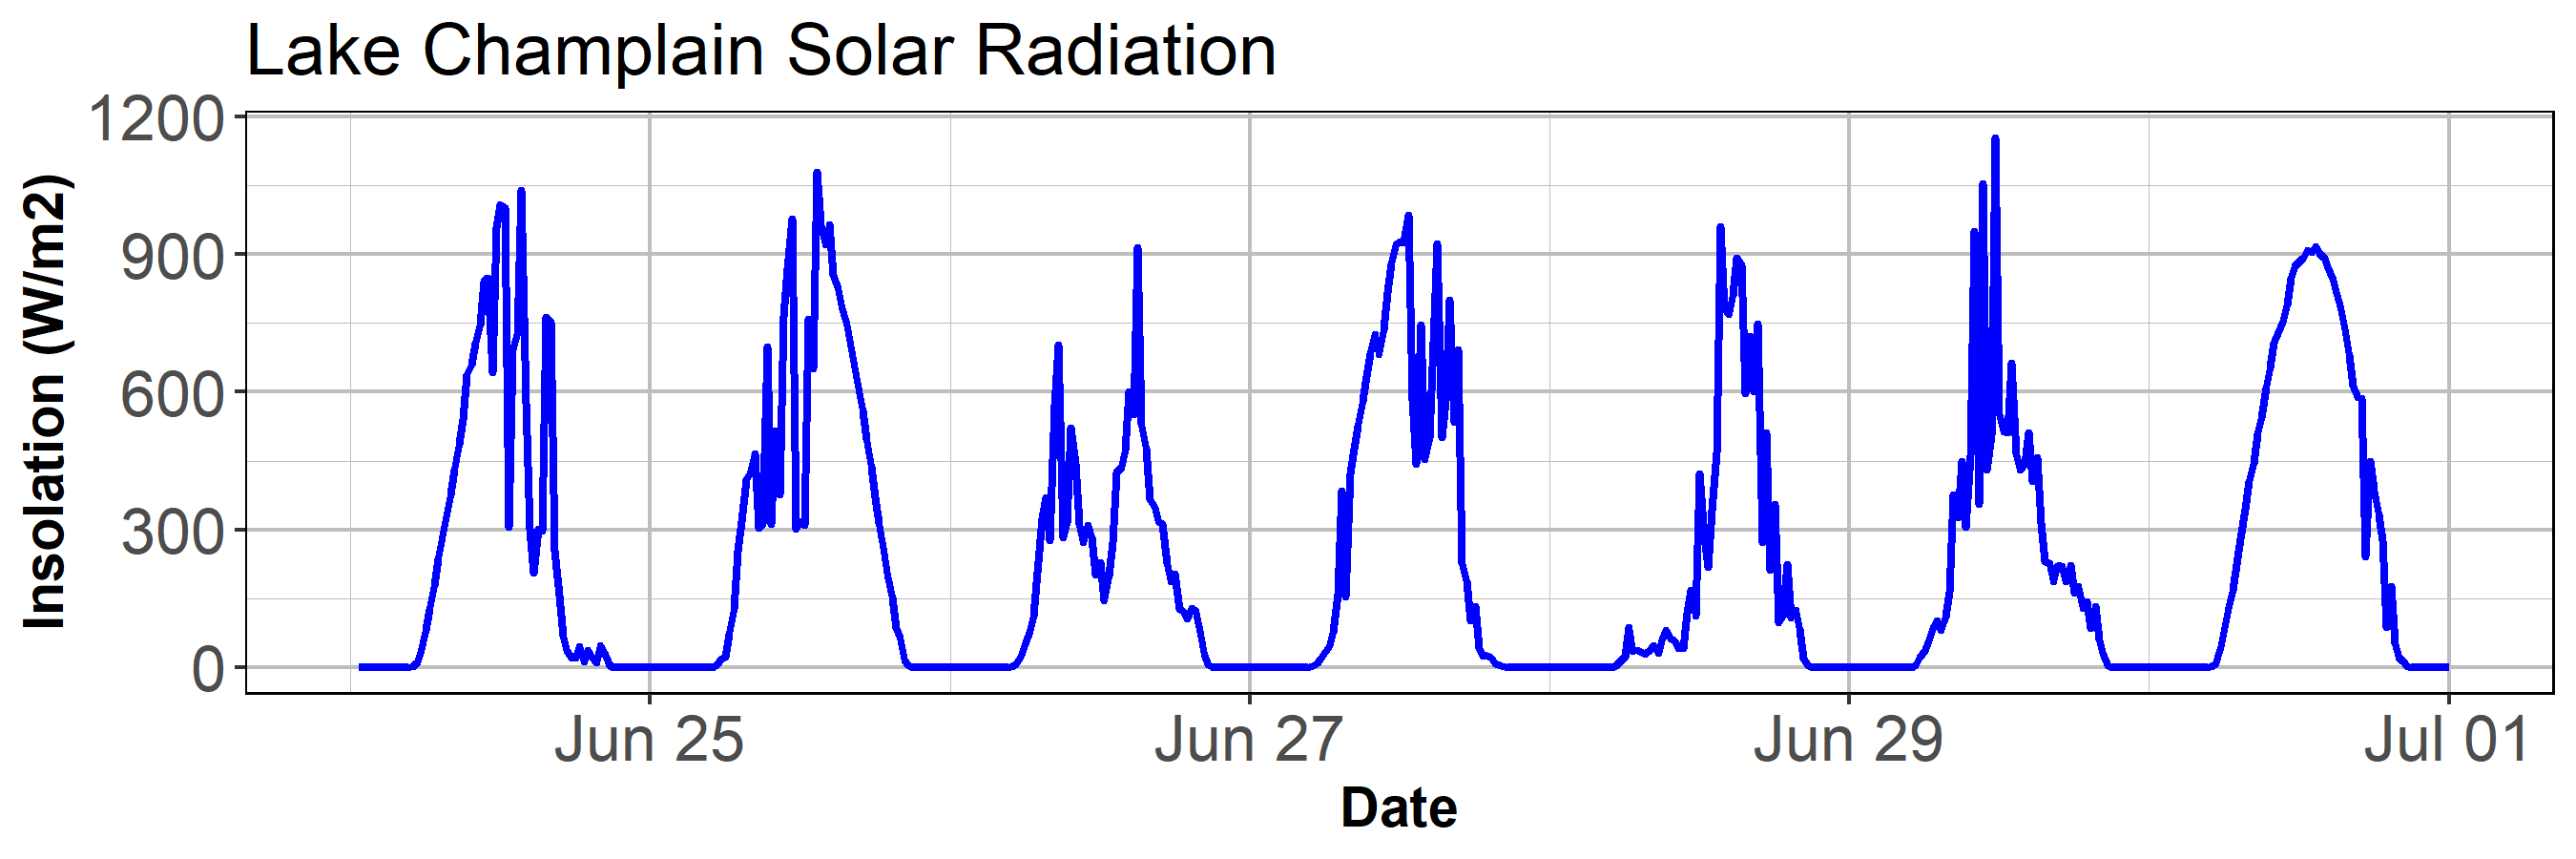 Lake Champlain Solar Radiation
1200
900
600
300
0
Insolation (W/m2)
Jun 25 Jun 27 Jun 29 Jul 01
Date